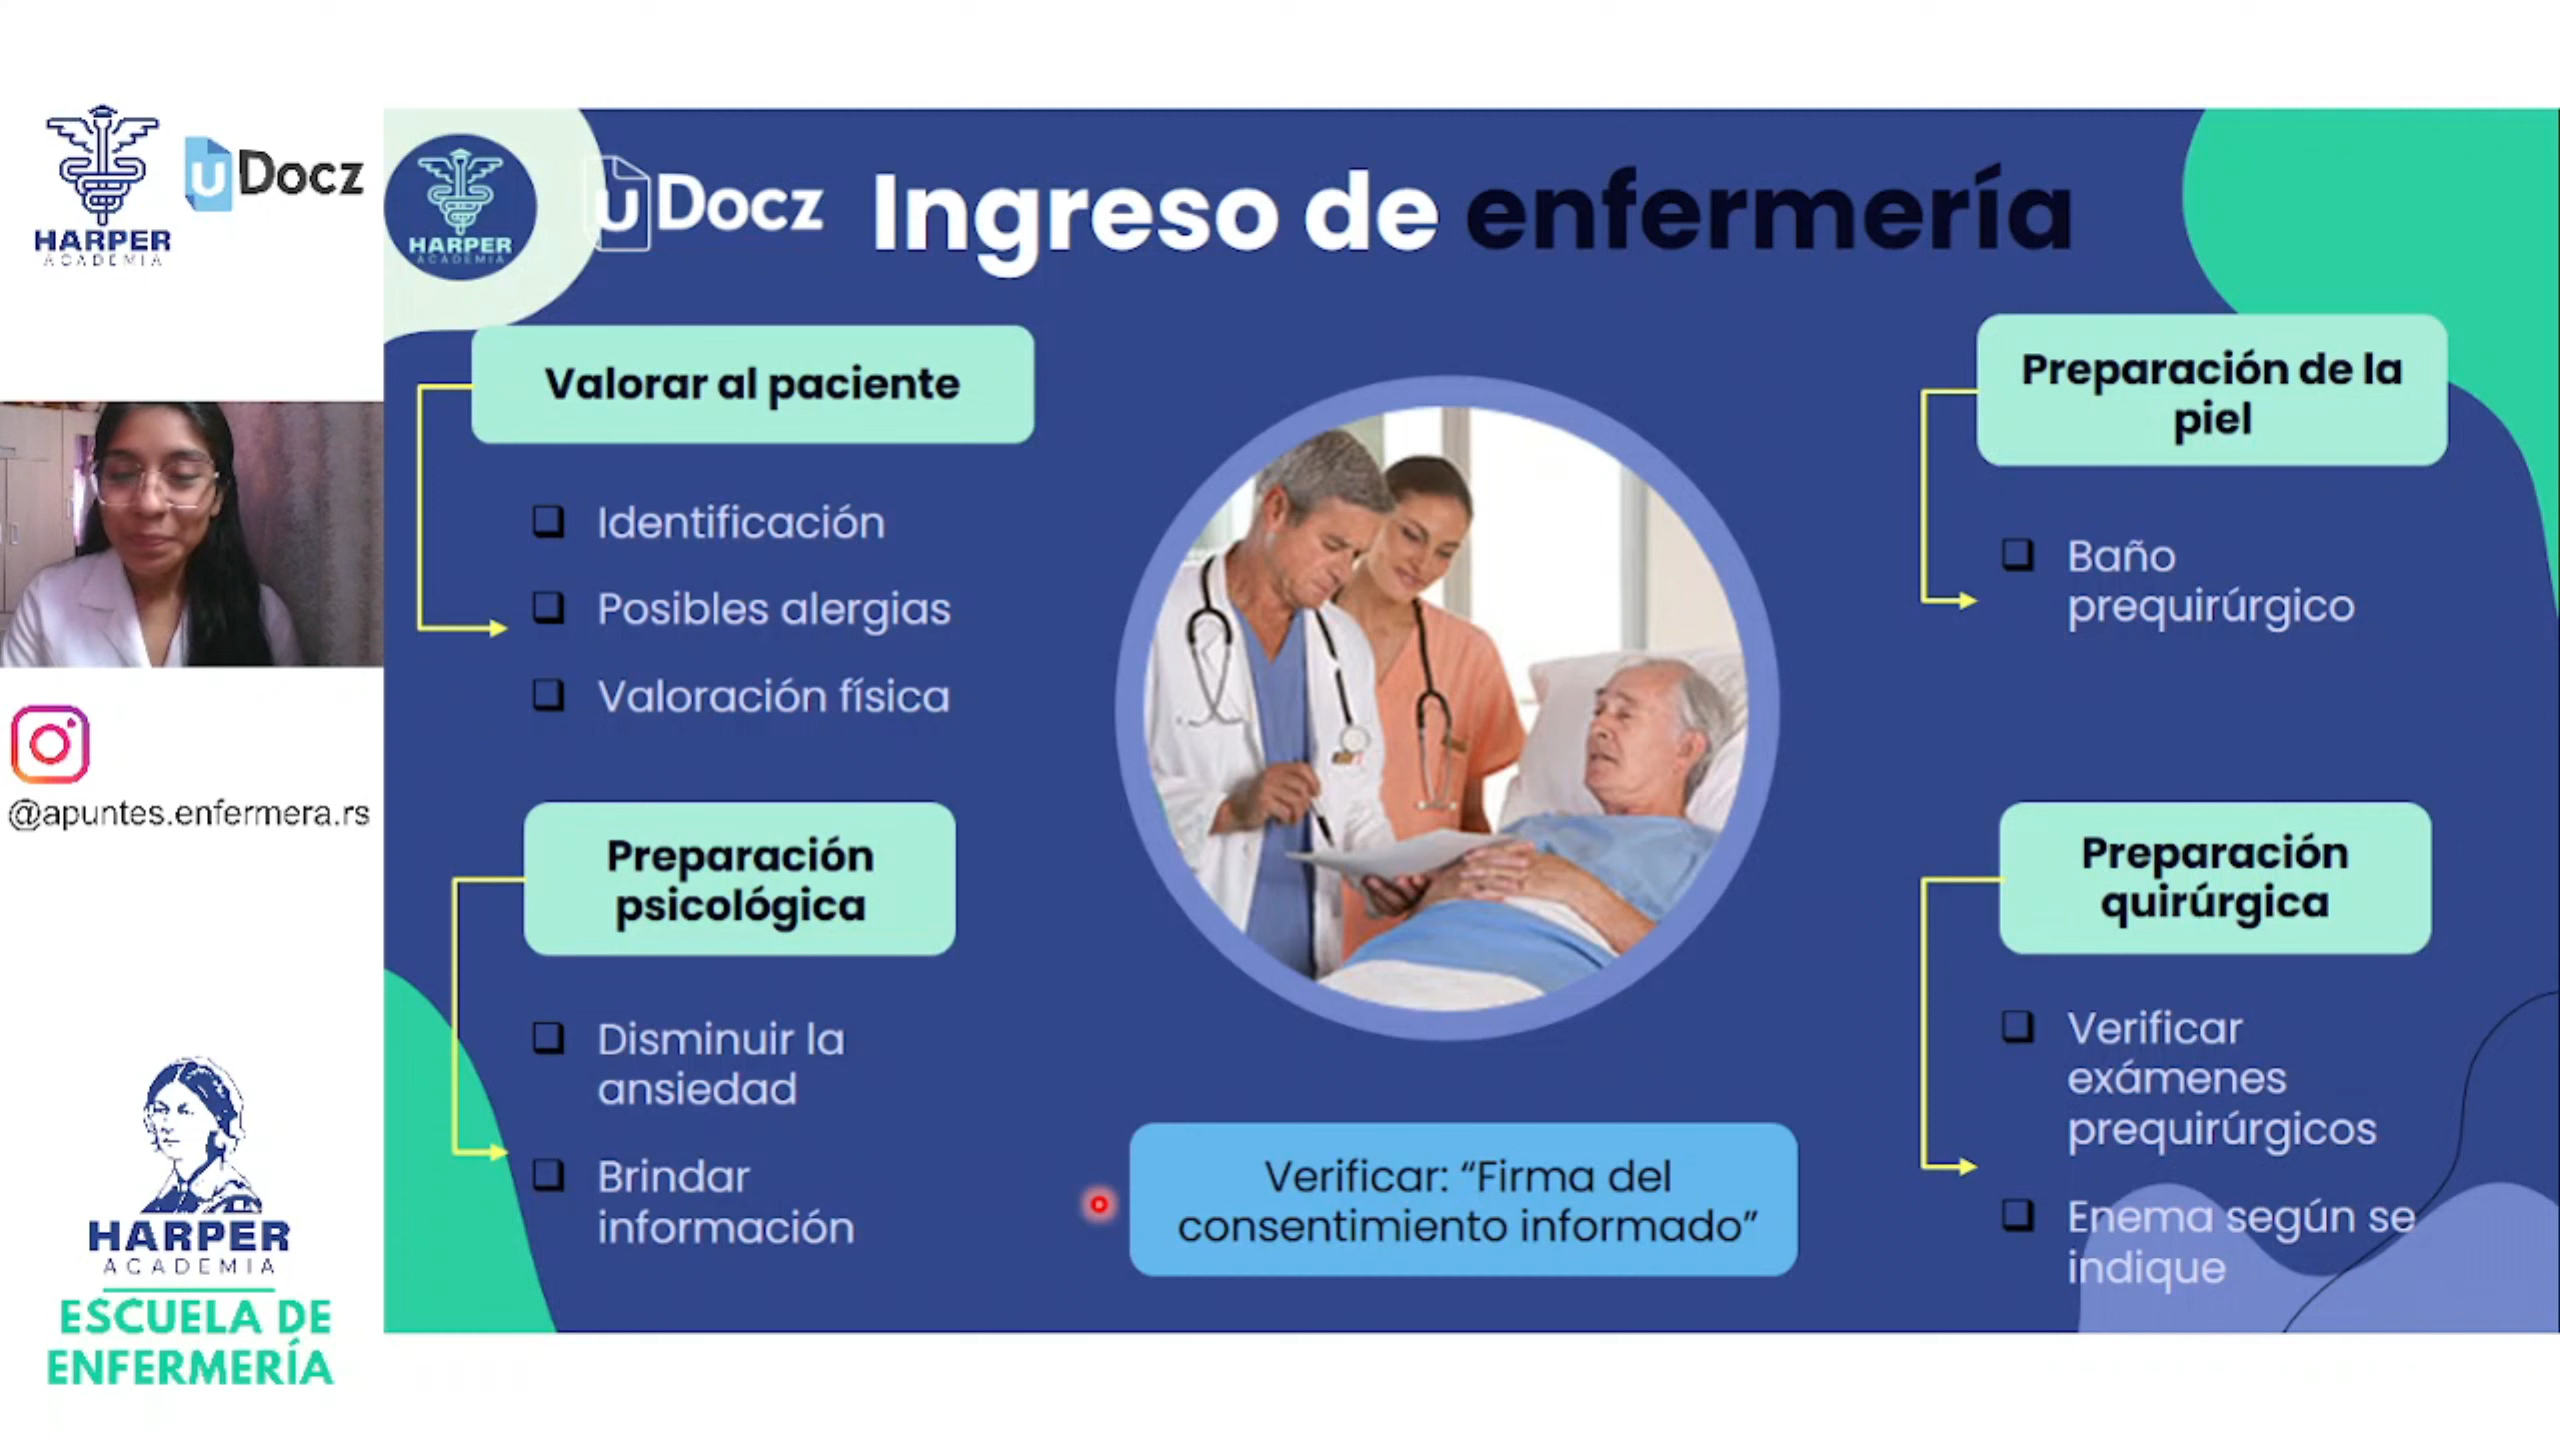 HARPER
ACADEMIA
uDocz
@apuntes.enfermera.rs
HARPER
ACADEMIA
ESCUELA DE
ENFERMERÍA
HARPER
ACADEMIA
uDocz
Ingreso de enfermería
Valorar al paciente
Identificación
Posibles alergias
Valoración física
Preparación
psicológica
Disminuir la
ansiedad
Brindar
información
Verificar: “Firma del
consentimiento informado”
Preparación de la
piel
Baño
prequirúrgico
Preparación
quirúrgica
Verificar
exámenes
prequirúrgicos
Enema según se
indique